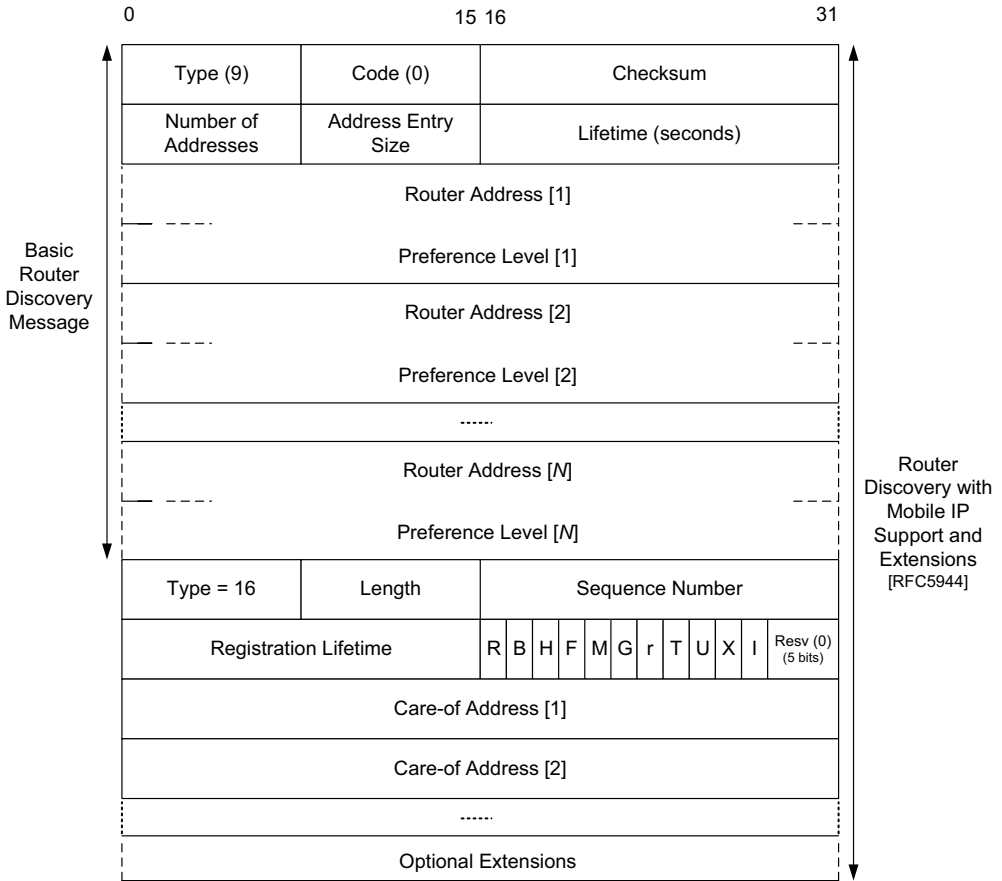 0 15 16 31
Type (9) Code (0) Checksum
Number of Addresses Address Entry Size Lifetime (seconds)
Router Address [1]
Preference Level [1]
Router Address [2]
Preference Level [2]
......
Router Address [N]
Preference Level [N]
Type = 16 Length Sequence Number
Registration Lifetime R B H F M G r T U X I Resv (0) (5 bits)
Care-of Address [1]
Care-of Address [2]
......
Optional Extensions
Basic
Router
Discovery
Message
Router
Discovery with
Mobile IP
Support and
Extensions
[RFC5944]